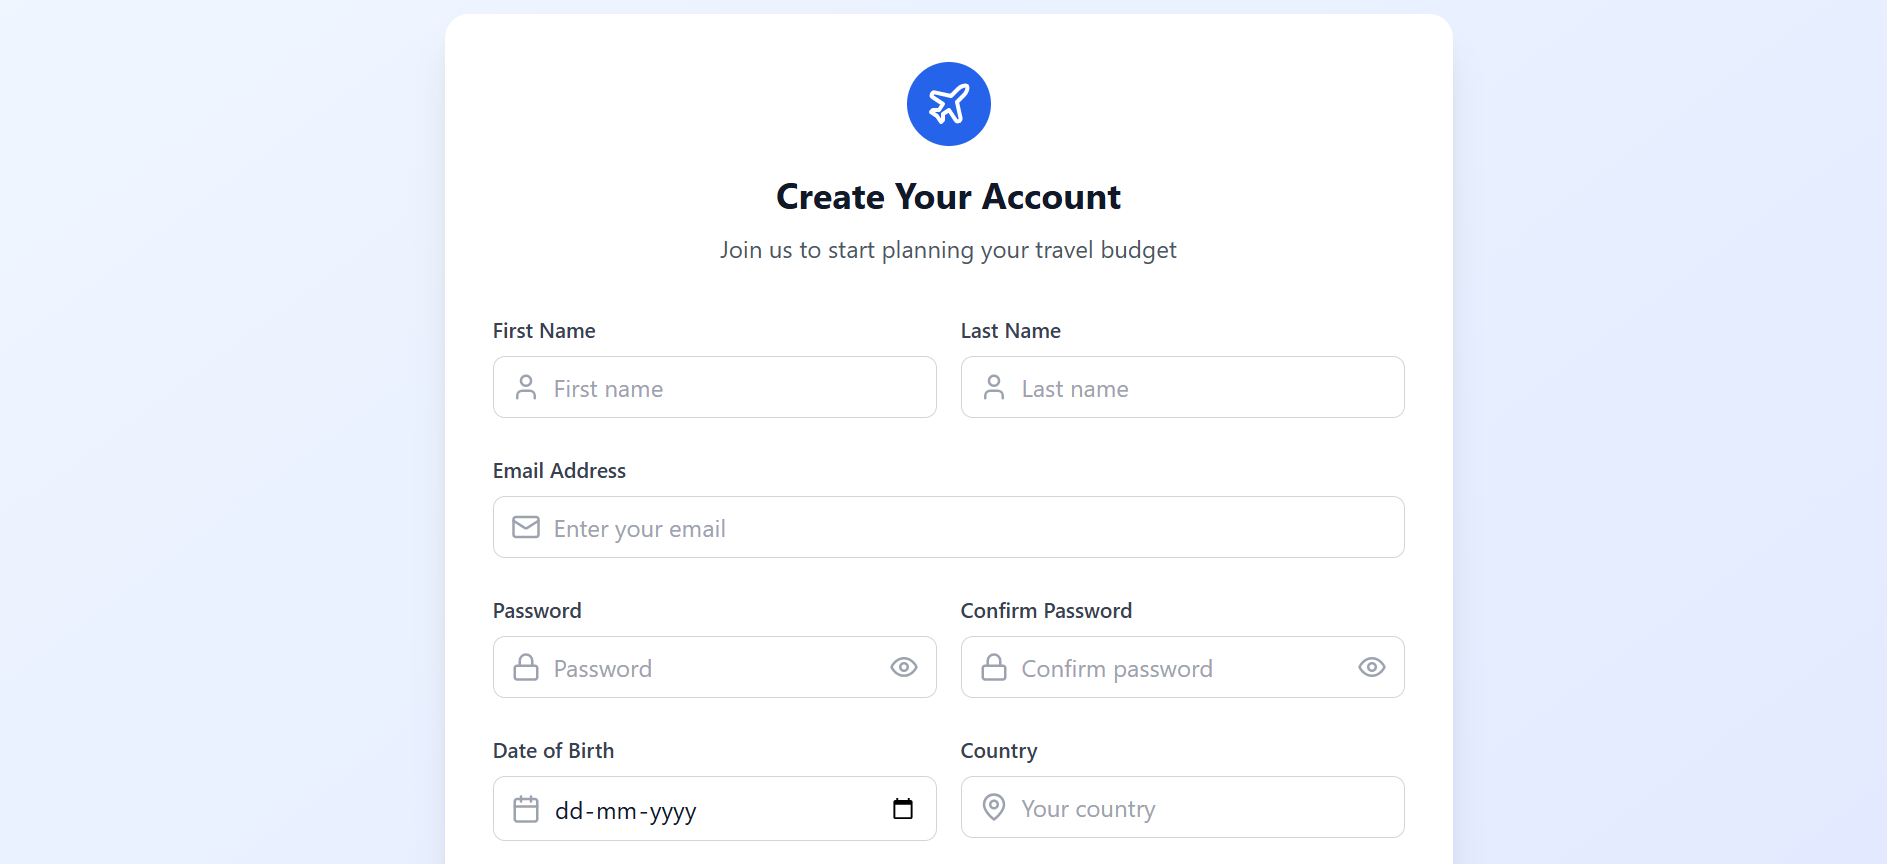 Create Your Account
Join us to start planning your travel budget
First Name
Last Name
First name
Last name
Email Address
Enter your email
Password
Confirm Password
Password
Confirm password
Date of Birth
Country
dd-mm-yyyy
Your country